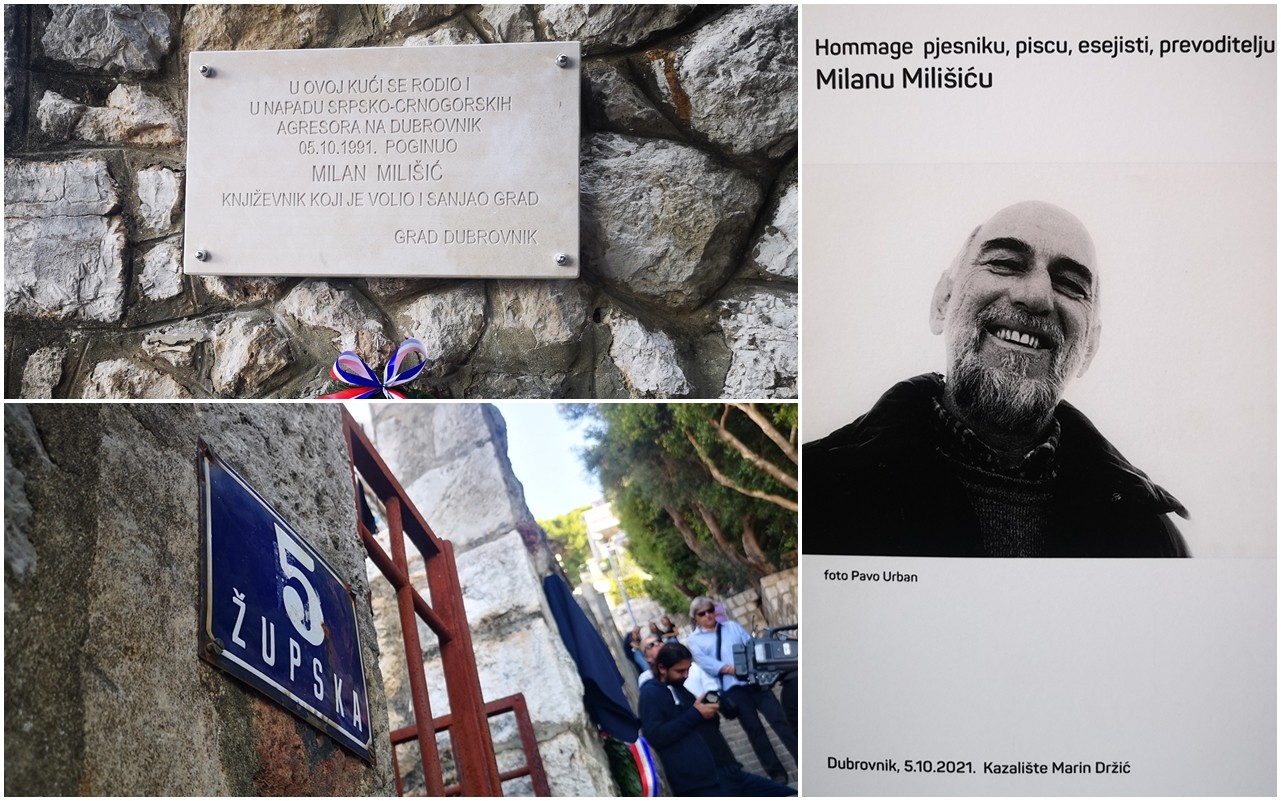 U OVOJ KUĆI SE RODIO I
U NAPADU SRPSKO-CRNOGORSKIH
AGRESORA NA DUBROVNIK
05.10.1991. POGINUO
MILAN MILIŠIĆ
KNJIŽEVNIK KOJI JE VOLIO I SANJAO GRAD
GRAD DUBROVNIK
5
ŽUPSKA
Hommage pjesniku, piscu, esejisti, prevoditelju
Milanu Milišiću
foto Pavo Urban
Dubrovnik, 5.10.2021. Kazalište Marin Držić